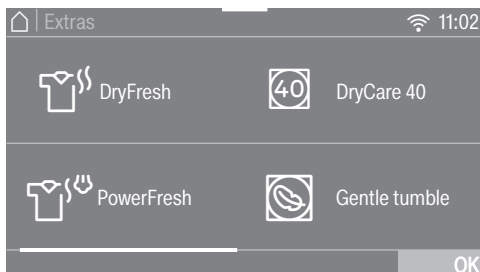 Extras 11:02
DryFresh
40 DryCare 40
PowerFresh
Gentle tumble
OK